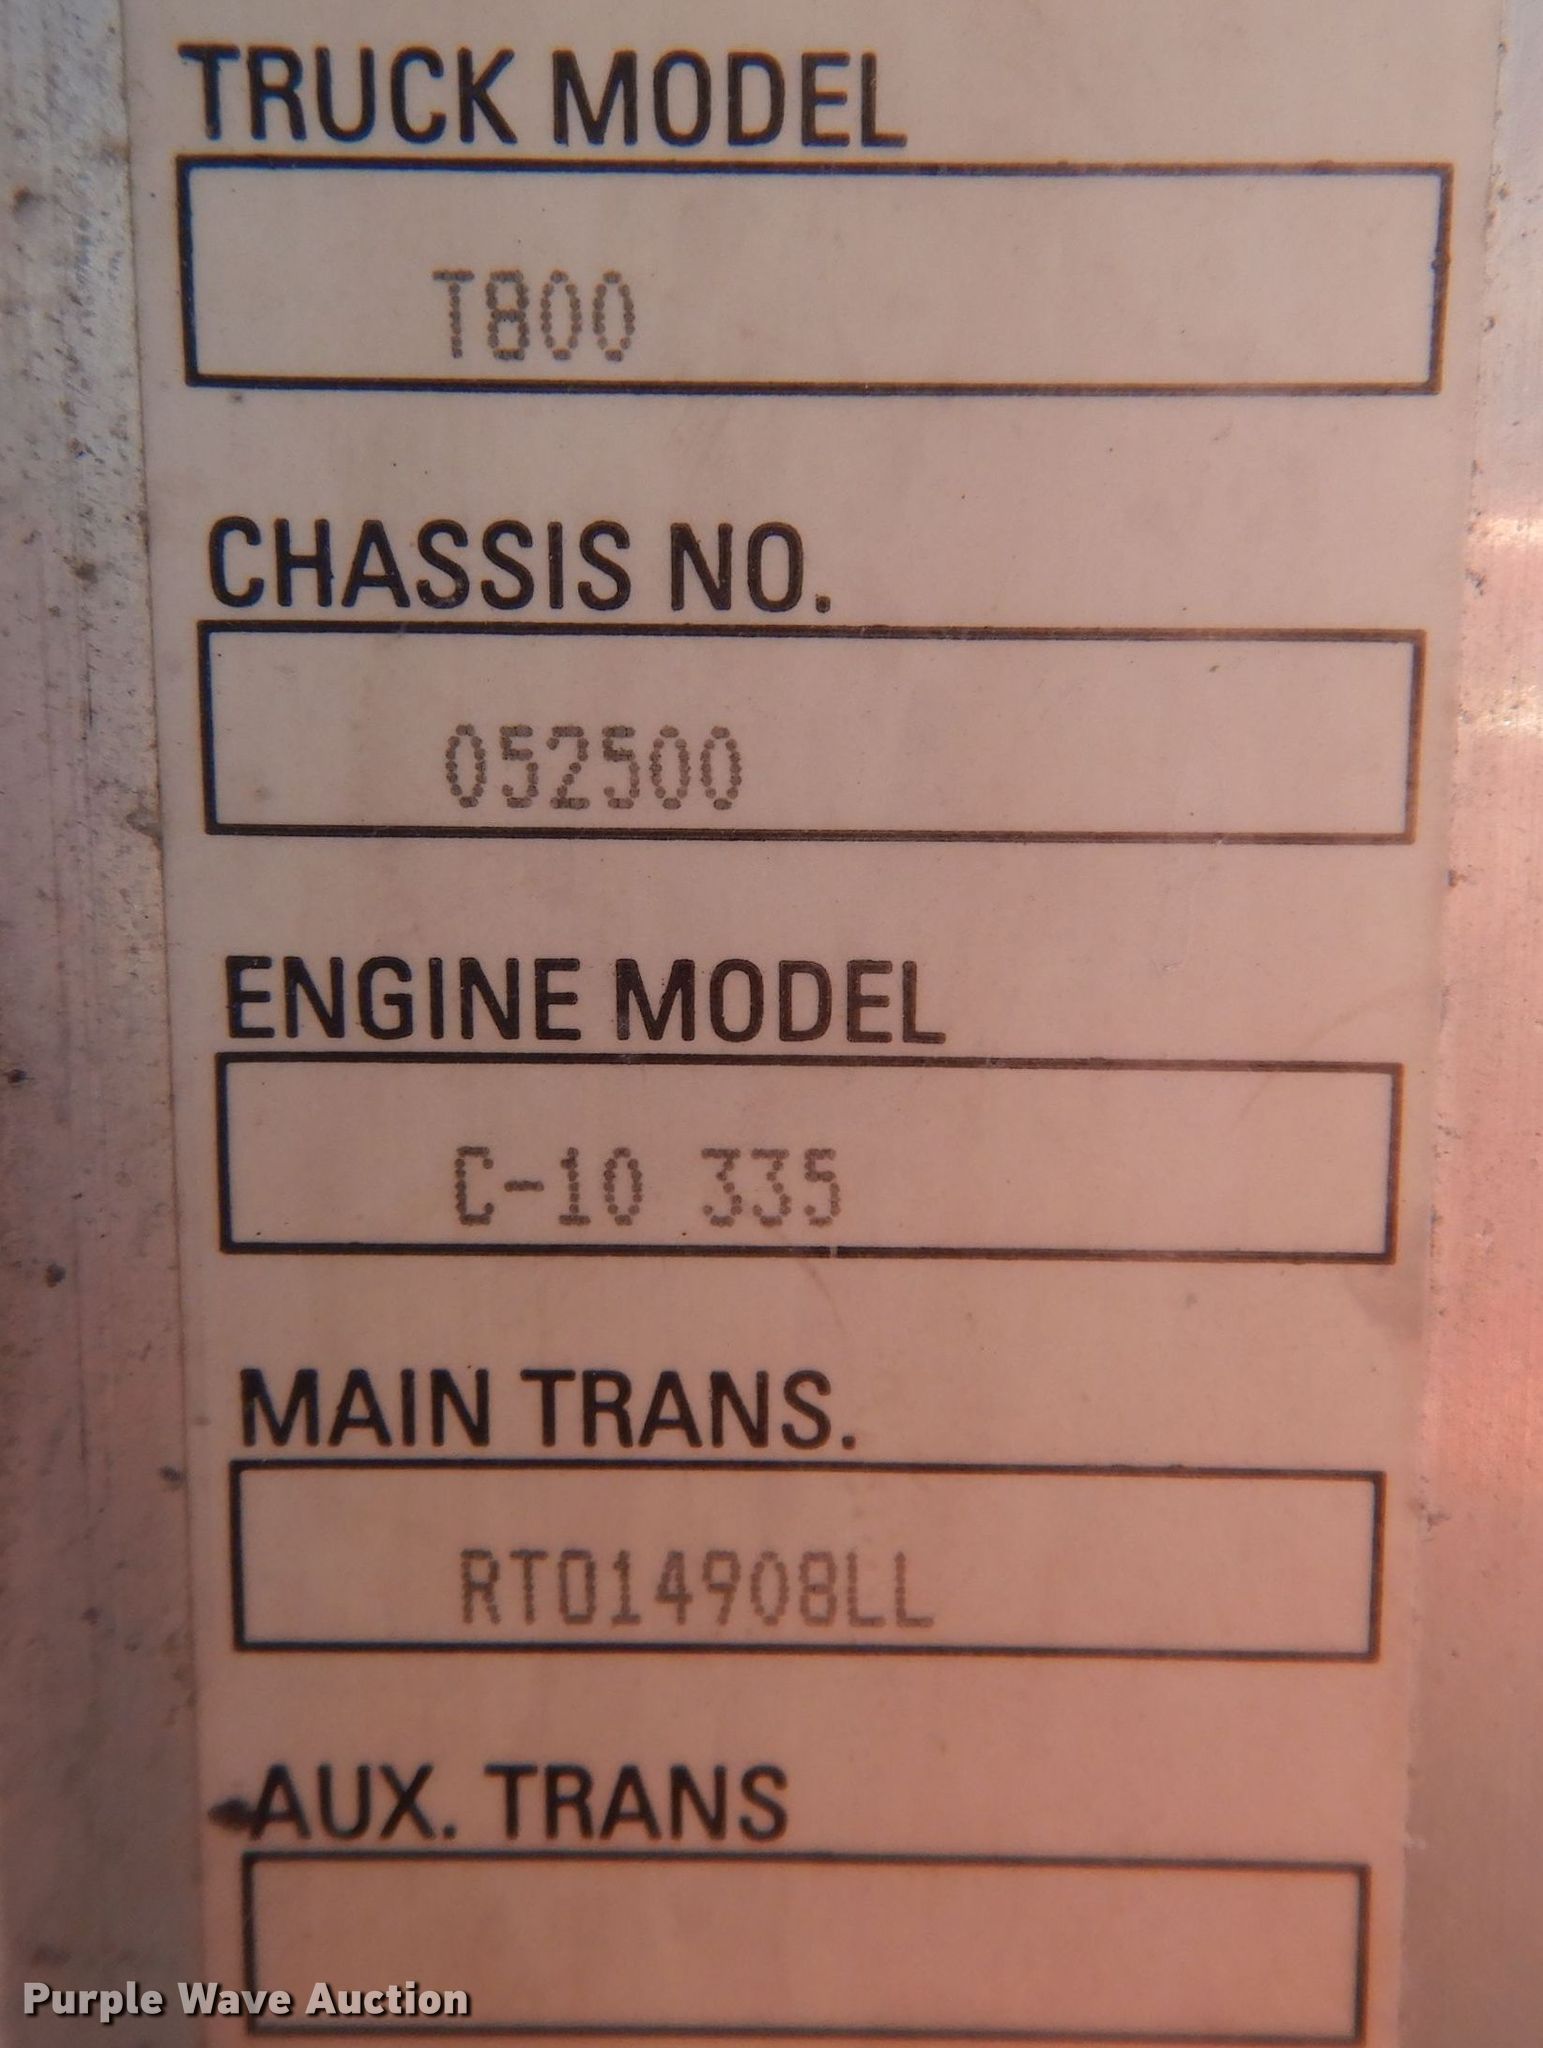 TRUCK MODEL
T800
CHASSIS NO.
052500
ENGINE MODEL
C-10 335
MAIN TRANS.
RTO14908LL
AUX. TRANS
Purple Wave Auction